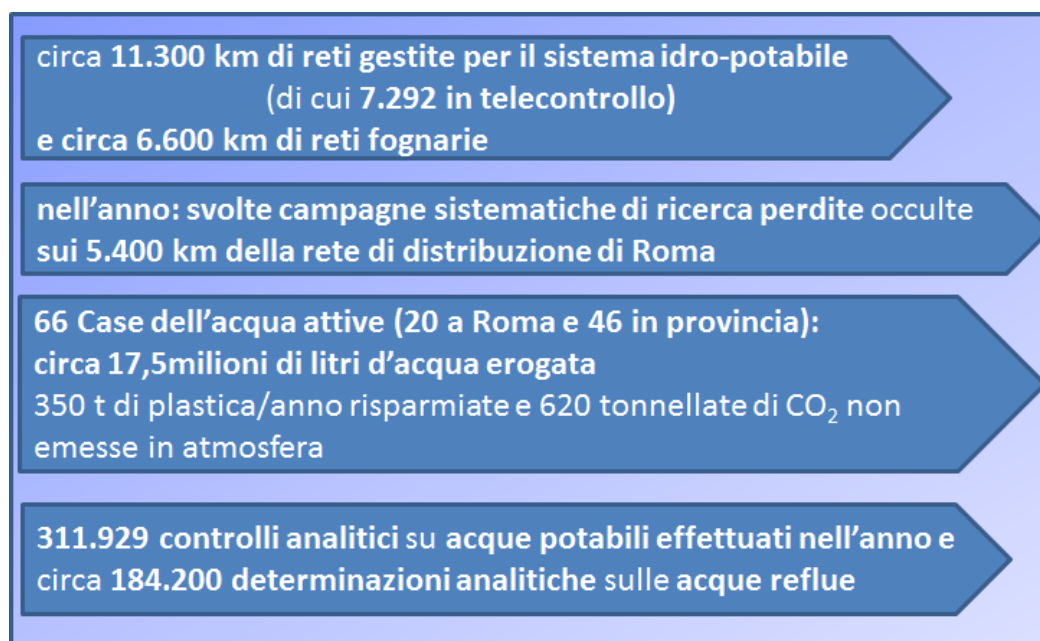 circa 11.300 km di reti gestite per il sistema idro-potabile
(di cui 7.292 in telecontrollo)
e circa 6.600 km di reti fognarie
nell’anno: svolte campagne sistematiche di ricerca perdite occulte
sui 5.400 km della rete di distribuzione di Roma
66 Case dell’acqua attive (20 a Roma e 46 in provincia):
circa 17,5milioni di litri d’acqua erogata
350 t di plastica/anno risparmiate e 620 tonnellate di CO₂ non
emesse in atmosfera
311.929 controlli analitici su acque potabili effettuati nell’anno e
circa 184.200 determinazioni analitiche sulle acque reflue